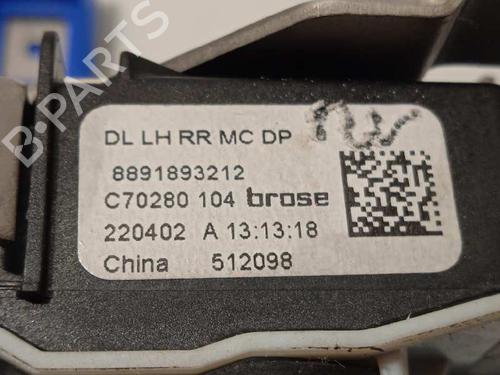 DL LH RR MC DP
8891893212
C70280 104 brose
220402 A 13:13:18
China 512098
B-PARTS